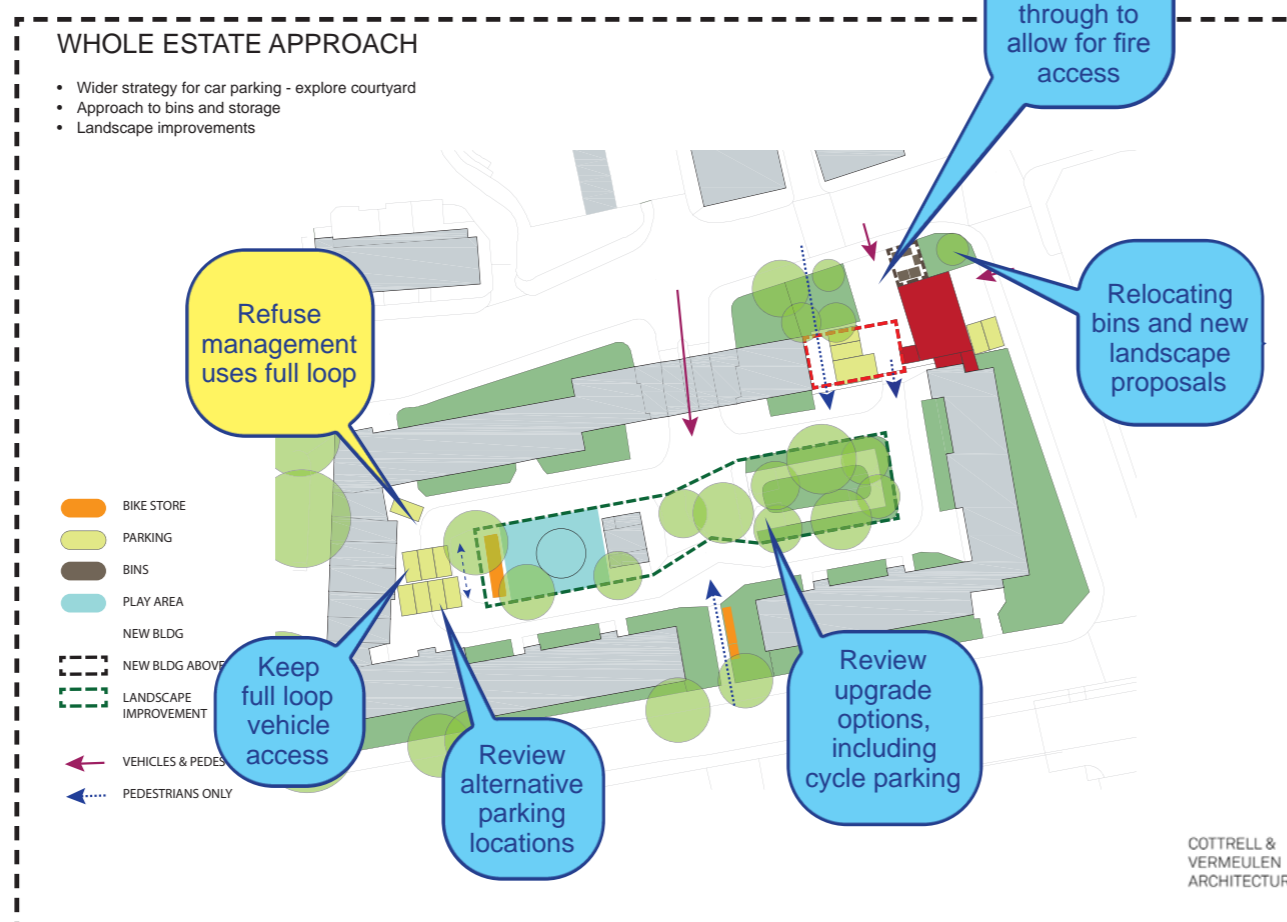 WHOLE ESTATE APPROACH
• Wider strategy for car parking - explore courtyard
• Approach to bins and storage
• Landscape improvements
through to
allow for fire
access
Relocating
bins and new
landscape
proposals
Refuse
management
uses full loop
BIKE STORE
PARKING
BINS
PLAY AREA
NEW BLDG
NEW BLDG ABOVE
LANDSCAPE
IMPROVEMENT
VEHICLES & PEDES
PEDESTRIANS ONLY
Keep
full loop
vehicle
access
Review
alternative
parking
locations
Review
upgrade
options,
including
cycle parking
COTTRELL &
VERMEULEN
ARCHITECTUR